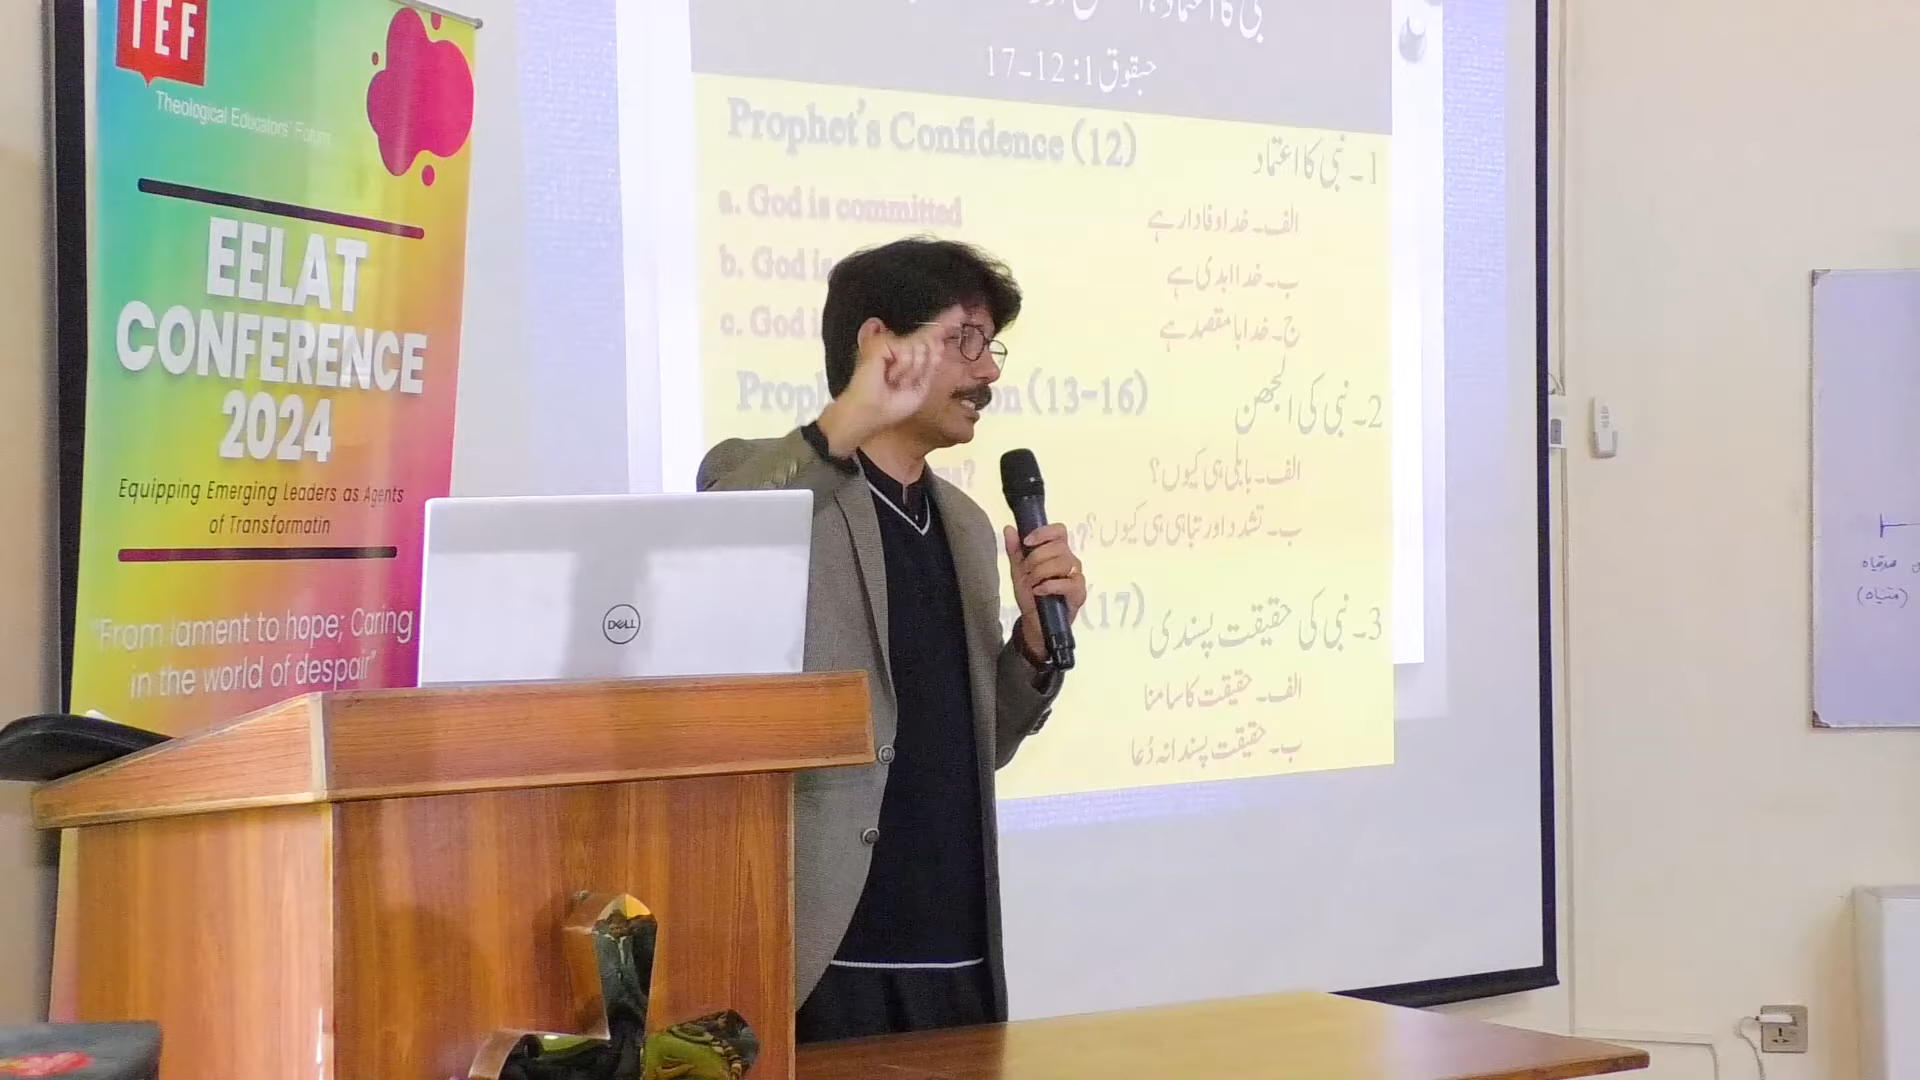 TEF
Theological Educators' Forum
EELAT
CONFERENCE
2024
Equipping Emerging Leaders as Agents
of Transformatin
"From lament to hope; Caring
in the world of despair"
DELL
حبقوق 1: 12-17
Prophet's Confidence (12)
1۔ نبی کا اعتماد
a. God is committed
الف۔ خدا وفادار ہے
b. God is
ب۔ خدا ابدی ہے
c. God
ج۔ خدا با مقصد ہے
(13-16)
2۔ نبی کی الجھن
الف۔ بابلی ہی کیوں؟
ب۔ تشدد اور تباہی ہی کیوں؟
(17)
3۔ نبی کی حقیقت پسندی
الف۔ حقیقت کا سامنا
ب۔ حقیقت پسندانہ دُعا
صدقیاہ
(متنیاہ)